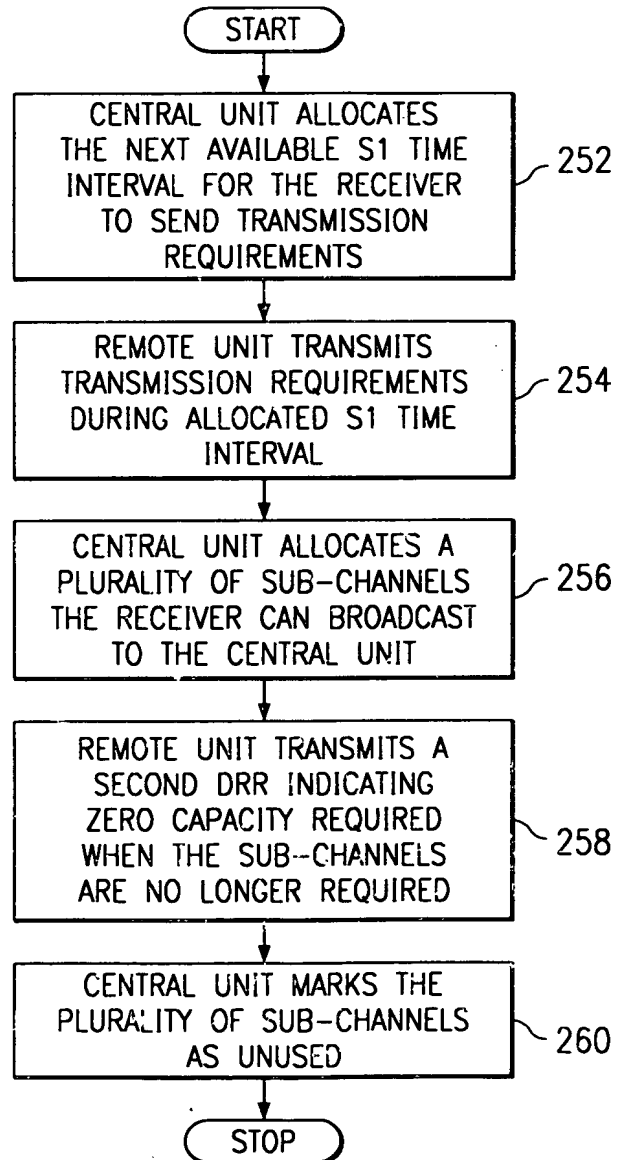 START
CENTRAL UNIT ALLOCATES
THE NEXT AVAILABLE S1 TIME
INTERVAL FOR THE RECEIVER
TO SEND TRANSMISSION
REQUIREMENTS
252
REMOTE UNIT TRANSMITS
TRANSMISSION REQUIREMENTS
DURING ALLOCATED S1 TIME
INTERVAL
254
CENTRAL UNIT ALLOCATES A
PLURALITY OF SUB-CHANNELS
THE RECEIVER CAN BROADCAST
TO THE CENTRAL UNIT
256
REMOTE UNIT TRANSMITS A
SECOND DRR INDICATING
ZERO CAPACITY REQUIRED
WHEN THE SUB-CHANNELS
ARE NO LONGER REQUIRED
258
CENTRAL UNIT MARKS THE
PLURALITY OF SUB-CHANNELS
AS UNUSED
260
STOP